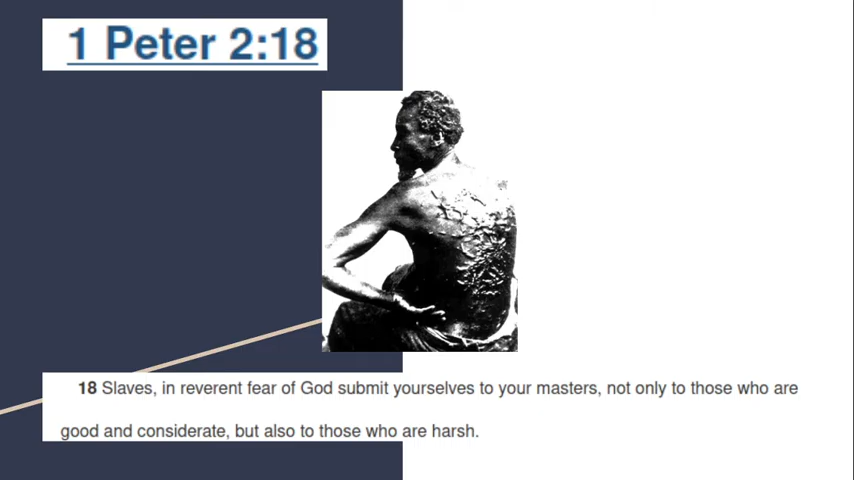 1 Peter 2:18
18 Slaves, in reverent fear of God submit yourselves to your masters, not only to those who are
good and considerate, but also to those who are harsh.